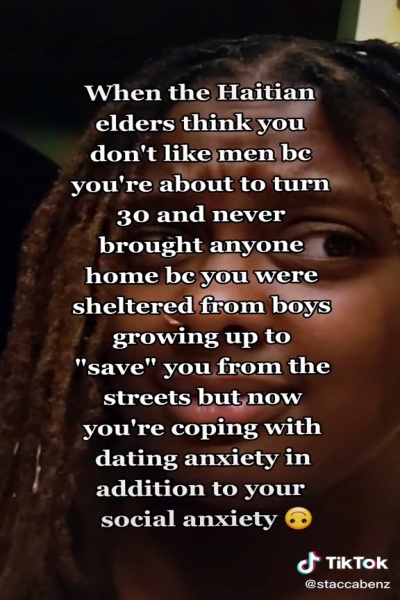 When the Haitian
elders think you
don't like men bc
you're about to turn
30 and never
brought anyone
home bc you were
sheltered from boys
growing up to
"save" you from the
streets but now
you're coping with
dating anxiety in
addition to your
social anxiety 🙃
TikTok
@staccabenz